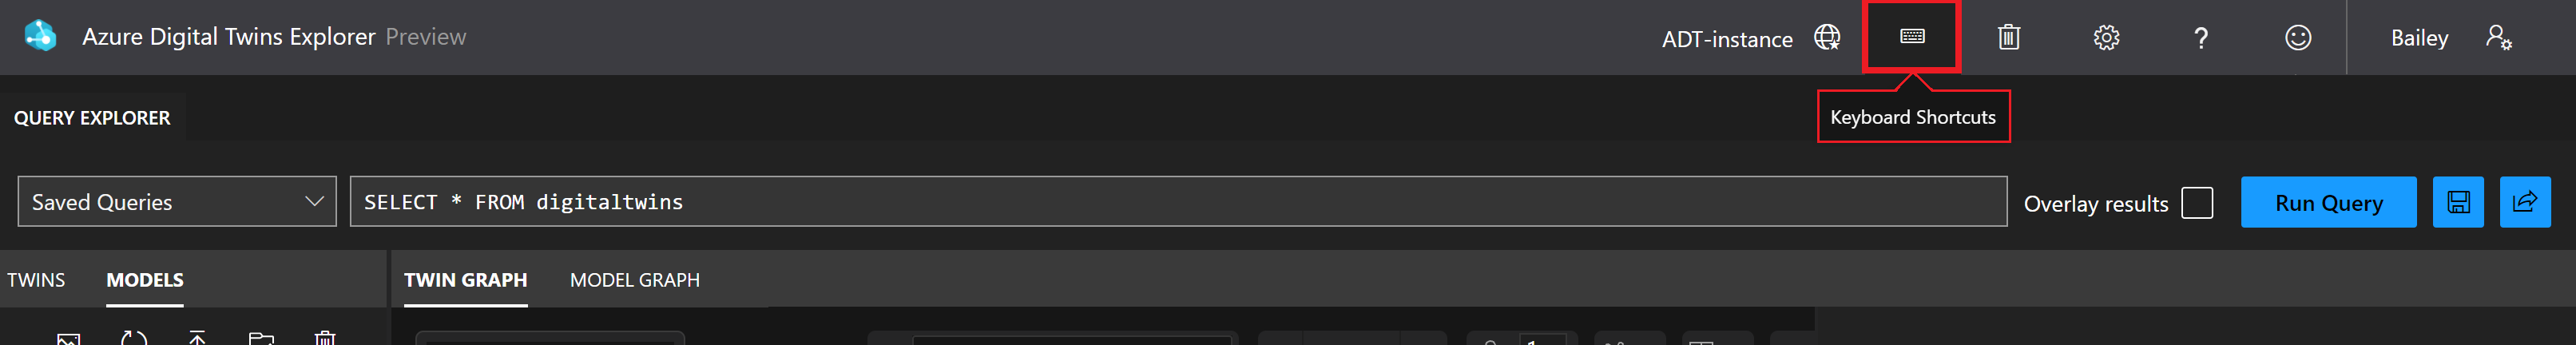 Azure Digital Twins Explorer Preview
ADT-instance
?
Bailey
Keyboard Shortcuts
QUERY EXPLORER
Saved Queries
SELECT * FROM digitaltwins
Overlay results
Run Query
TWINS MODELS
TWIN GRAPH MODEL GRAPH